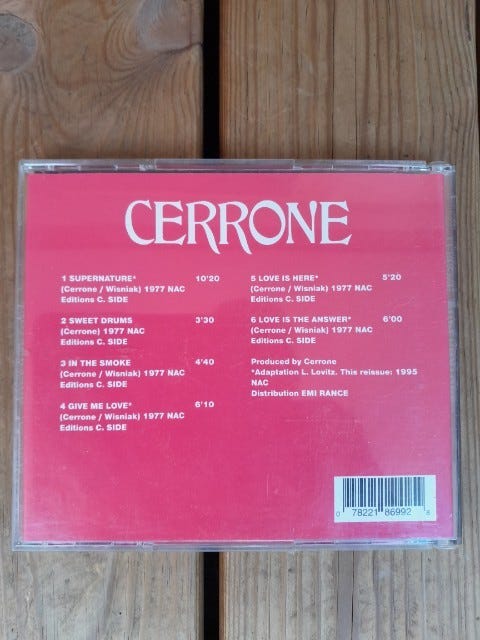 CERRONE
1 SUPERNATURE* 10'20
(Cerrone / Wisniak) 1977 NAC
Editions C. SIDE
2 SWEET DRUMS 3'30
(Cerrone) 1977 NAC
Editions C. SIDE
3 IN THE SMOKE 4'40
(Cerrone / Wisniak) 1977 NAC
Editions C. SIDE
4 GIVE ME LOVE* 6'10
(Cerrone / Wisniak) 1977 NAC
Editions C. SIDE
5 LOVE IS HERE* 5'20
(Cerrone / Wisniak) 1977 NAC
Editions C. SIDE
6 LOVE IS THE ANSWER* 6'00
(Cerrone / Wisniak) 1977 NAC
Editions C. SIDE
Produced by Cerrone
*Adaptation L. Lovitz. This reissue: 1995
NAC
Distribution EMI RANCE
0 78221 86992 8